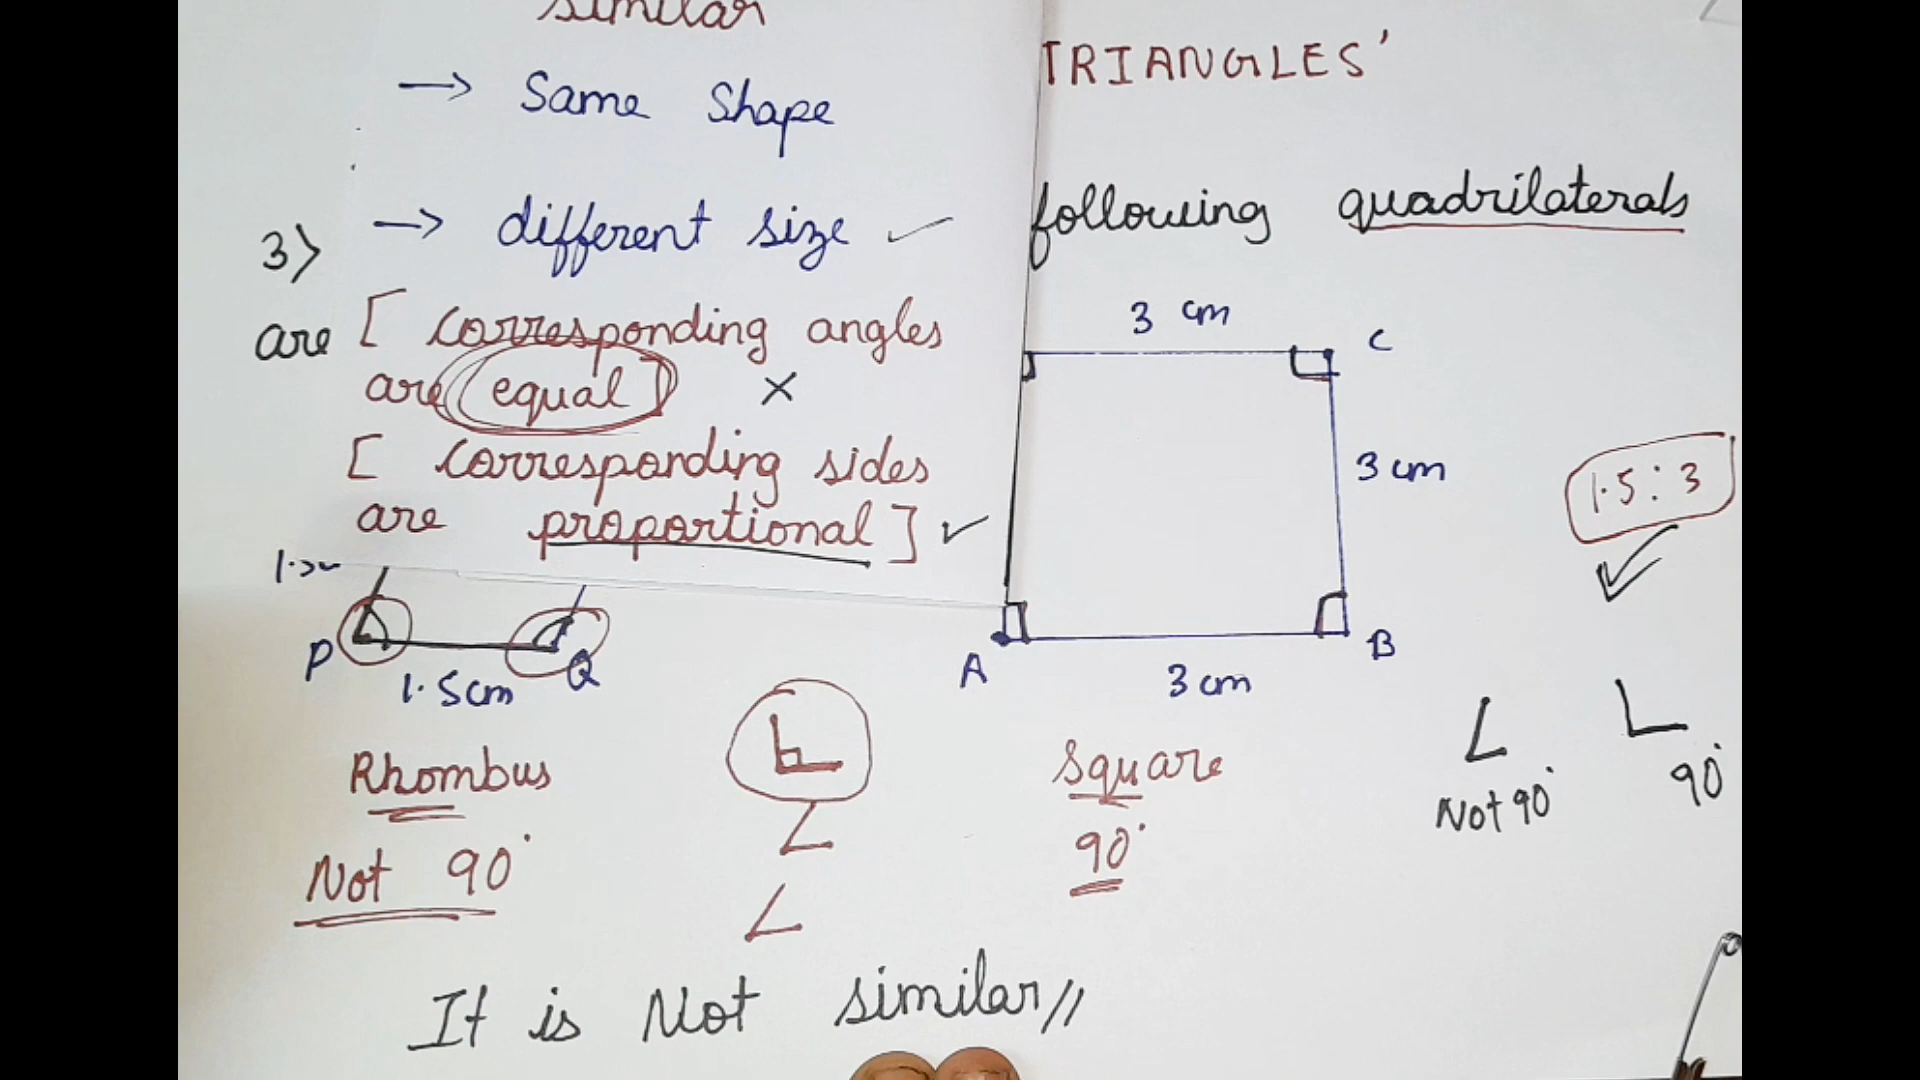 similar
→ Same Shape
→ different size ✓
[ corresponding angles
are (equal) ] ×
[ corresponding sides
are proportional ] ✓
TRIANGLES'
3)
following quadrilaterals
are
3 cm
C
3 cm
1.5 : 3
✓
P
1.5cm
Q
A
3 cm
B
Rhombus
Not 90°
square
90°
Not 90°
90°
It is Not similar//